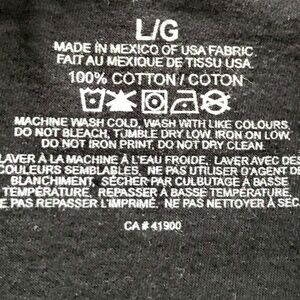 L/G
MADE IN MEXICO OF USA FABRIC.
FAIT AU MEXIQUE DE TISSU USA.
100% COTTON / COTON
MACHINE WASH COLD, WASH WITH LIKE COLOURS,
DO NOT BLEACH, TUMBLE DRY LOW, IRON ON LOW,
DO NOT IRON PRINT, DO NOT DRY CLEAN.
LAVER À LA MACHINE À L'EAU FROIDE, LAVER AVEC DES
COULEURS SEMBLABLES, NE PAS UTILISER D'AGENT DE
BLANCHIMENT, SÉCHER PAR CULBUTAGE À BASSE
TEMPÉRATURE, REPASSER À BASSE TEMPÉRATURE,
NE PAS REPASSER L'IMPRIMÉ, NE PAS NETTOYER À SEC.
CA # 41900